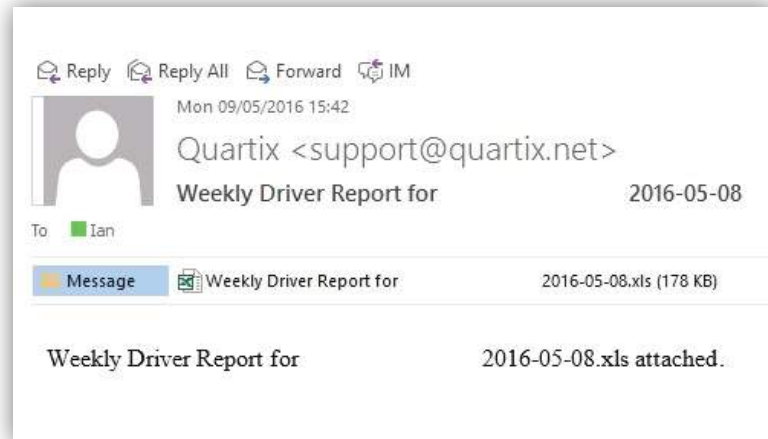 Reply Reply All Forward IM
Mon 09/05/2016 15:42
Quartix <support@quartix.net>
Weekly Driver Report for 2016-05-08
To Ian
Message Weekly Driver Report for 2016-05-08.xls (178 KB)
Weekly Driver Report for 2016-05-08.xls attached.